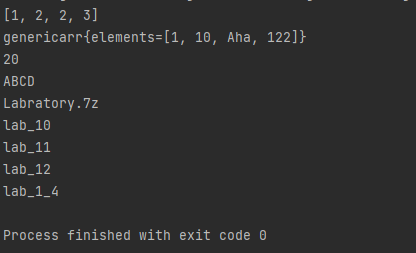 [1, 2, 2, 3]
genericarr{elements=[1, 10, Aha, 122]}
20
ABCD
Labratory.7z
lab_10
lab_11
lab_12
lab_1_4
Process finished with exit code 0